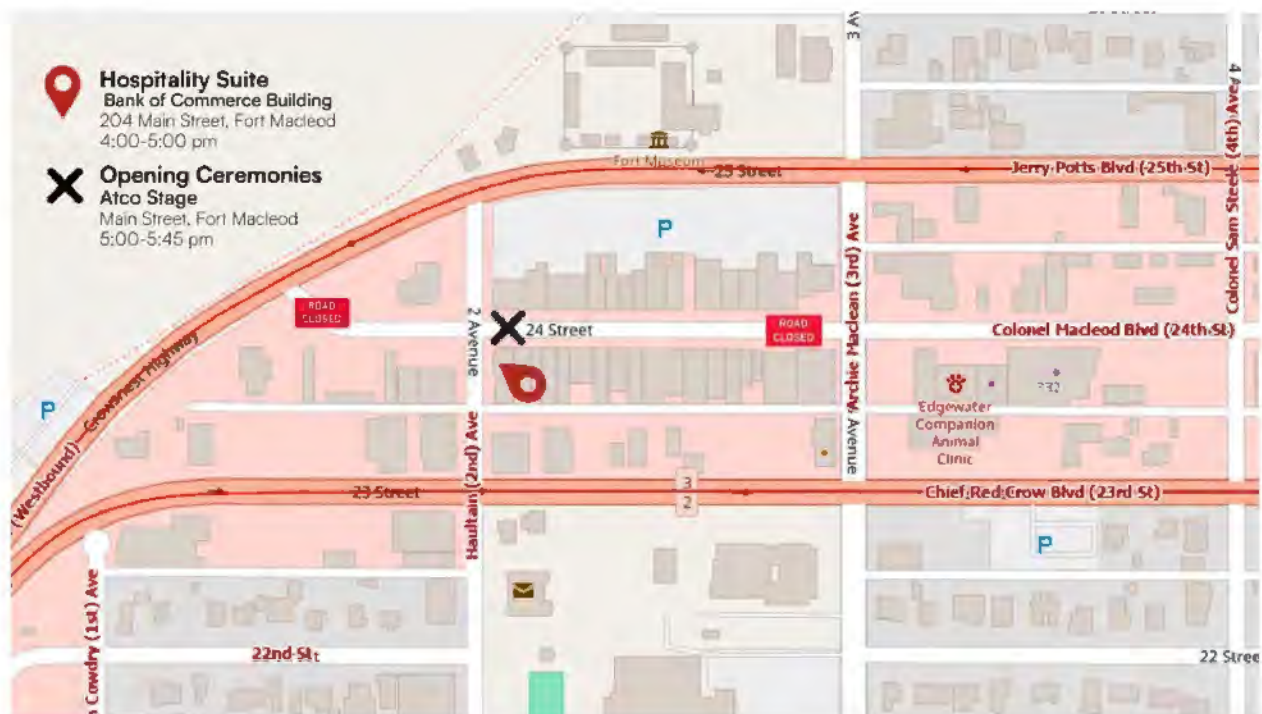 Hospitality Suite
Bank of Commerce Building
204 Main Street, Fort Macleod
4:00-5:00 pm
Opening Ceremonies
Atco Stage
Main Street, Fort Macleod
5:00-5:45 pm
Fort Museum
25 Street
Jerry Potts Blvd (25th St)
Colonel Sam Steele (4th) Ave
4 Ave
P
ROAD
CLOSED
2 Avenue
24 Street
ROAD
CLOSED
Archie Maclean (3rd) Ave
Colonel Macleod Blvd (24th St)
Crowsnest Highway
P
(Westbound)
Edgewater
Companion
Animal
Clinic
Avenue
Haultain (2nd) Ave
23 Street
3
2
Chief Red Crow Blvd (23rd St)
P
Cowdry (1st) Ave
22nd St
22 Stree